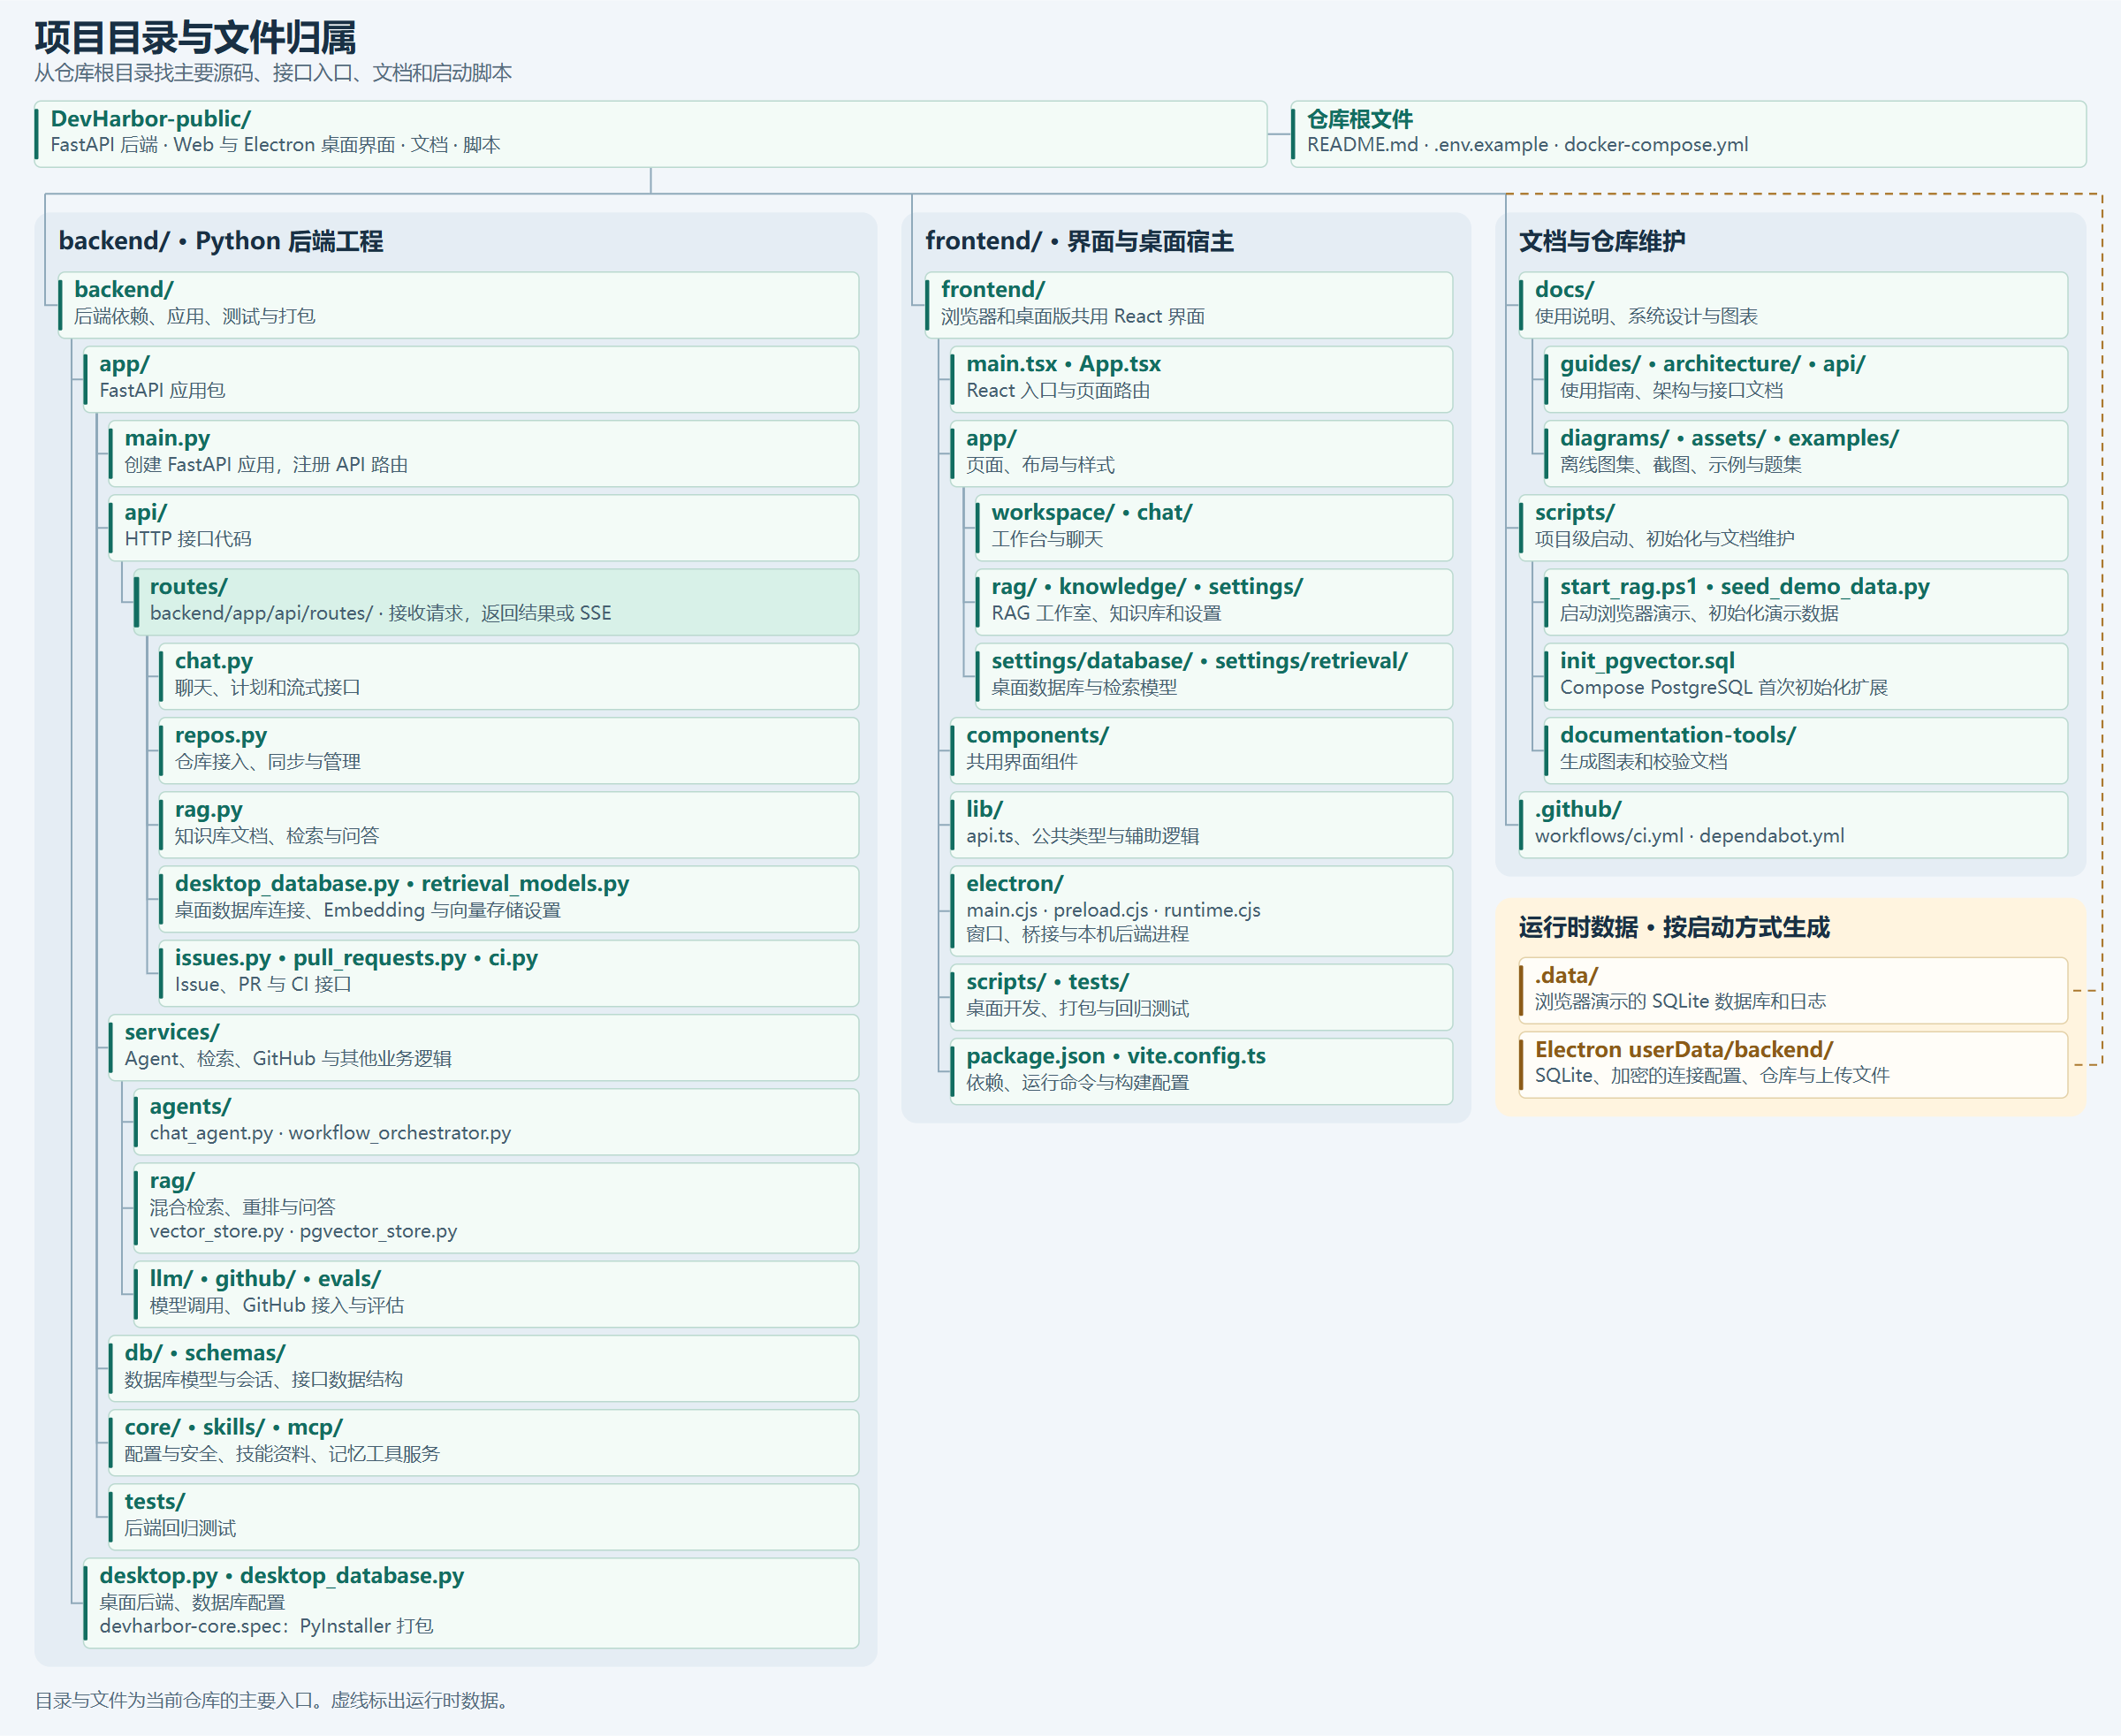 项目目录与文件归属
从仓库根目录找主要源码、接口入口、文档和启动脚本
DevHarbor-public/
FastAPI 后端 · Web 与 Electron 桌面界面 · 文档 · 脚本
仓库根文件
README.md · .env.example · docker-compose.yml
backend/ • Python 后端工程
backend/
后端依赖、应用、测试与打包
app/
FastAPI 应用包
main.py
创建 FastAPI 应用，注册 API 路由
api/
HTTP 接口代码
routes/
backend/app/api/routes/ · 接收请求，返回结果或 SSE
chat.py
聊天、计划和流式接口
repos.py
仓库接入、同步与管理
rag.py
知识库文档、检索与问答
desktop_database.py • retrieval_models.py
桌面数据库连接、Embedding 与向量存储设置
issues.py • pull_requests.py • ci.py
Issue、PR 与 CI 接口
services/
Agent、检索、GitHub 与其他业务逻辑
agents/
chat_agent.py · workflow_orchestrator.py
rag/
混合检索、重排与问答
vector_store.py · pgvector_store.py
llm/ • github/ • evals/
模型调用、GitHub 接入与评估
db/ • schemas/
数据库模型与会话、接口数据结构
core/ • skills/ • mcp/
配置与安全、技能资料、记忆工具服务
tests/
后端回归测试
desktop.py • desktop_database.py
桌面后端、数据库配置
devharbor-core.spec：PyInstaller 打包
frontend/ • 界面与桌面宿主
frontend/
浏览器和桌面版共用 React 界面
main.tsx • App.tsx
React 入口与页面路由
app/
页面、布局与样式
workspace/ • chat/
工作台与聊天
rag/ • knowledge/ • settings/
RAG 工作室、知识库和设置
settings/database/ • settings/retrieval/
桌面数据库与检索模型
components/
共用界面组件
lib/
api.ts、公共类型与辅助逻辑
electron/
main.cjs · preload.cjs · runtime.cjs
窗口、桥接与本机后端进程
scripts/ • tests/
桌面开发、打包与回归测试
package.json • vite.config.ts
依赖、运行命令与构建配置
文档与仓库维护
docs/
使用说明、系统设计与图表
guides/ • architecture/ • api/
使用指南、架构与接口文档
diagrams/ • assets/ • examples/
离线图集、截图、示例与题集
scripts/
项目级启动、初始化与文档维护
start_rag.ps1 • seed_demo_data.py
启动浏览器演示、初始化演示数据
init_pgvector.sql
Compose PostgreSQL 首次初始化扩展
documentation-tools/
生成图表和校验文档
.github/
workflows/ci.yml · dependabot.yml
运行时数据 • 按启动方式生成
.data/
浏览器演示的 SQLite 数据库和日志
Electron userData/backend/
SQLite、加密的连接配置、仓库与上传文件
目录与文件为当前仓库的主要入口。虚线标出运行时数据。